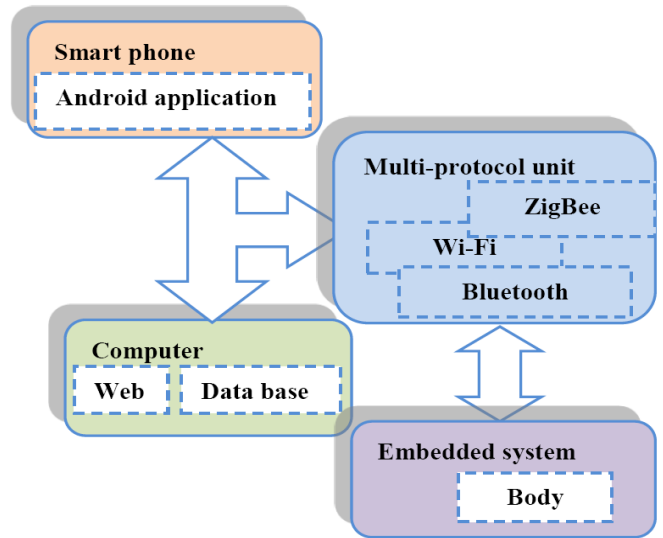 Smart phone
Android application
Multi-protocol unit
ZigBee
Wi-Fi
Bluetooth
Computer
Web
Data base
Embedded system
Body